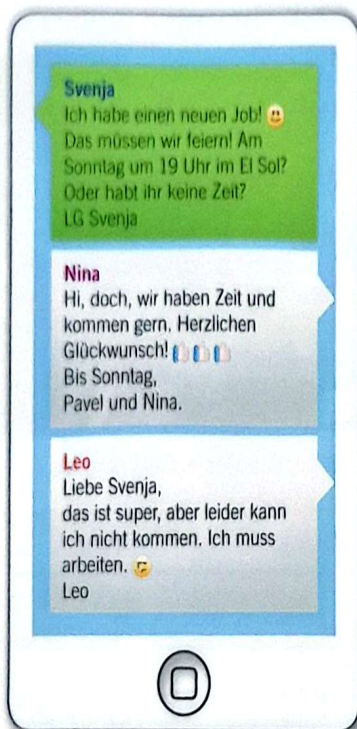 Svenja
Ich habe einen neuen Job! 🙂
Das müssen wir feiern! Am
Sonntag um 19 Uhr im El Sol?
Oder habt ihr keine Zeit?
LG Svenja
Nina
Hi, doch, wir haben Zeit und
kommen gern. Herzlichen
Glückwunsch! 👍👍👍
Bis Sonntag,
Pavel und Nina.
Leo
Liebe Svenja,
das ist super, aber leider kann
ich nicht kommen. Ich muss
arbeiten. 😕
Leo